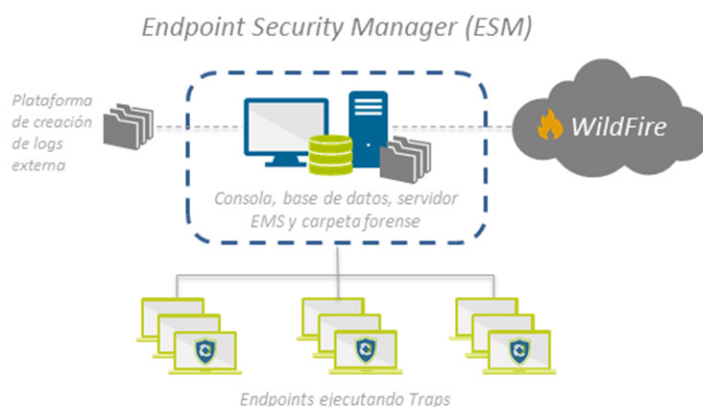 Endpoint Security Manager (ESM)
Plataforma
de creación
de logs
externa
WildFire
Consola, base de datos, servidor
EMS y carpeta forense
Endpoints ejecutando Traps